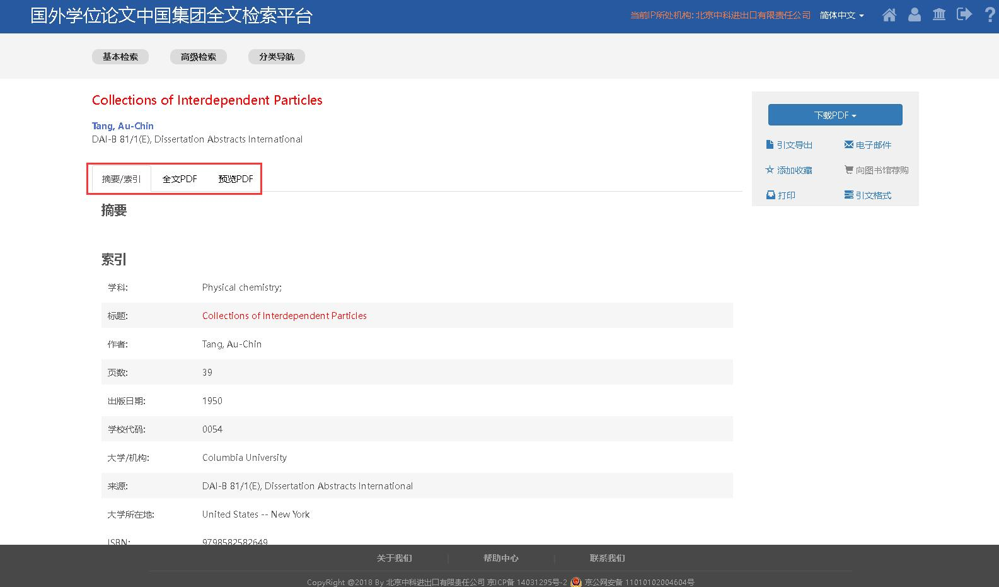 国外学位论文中国集团全文检索平台
当前IP所处机构: 北京中科进出口有限责任公司 简体中文
基本检索 高级检索 分类导航
Collections of Interdependent Particles
Tang, Au-Chin
DAI-B 81/1(E), Dissertation Abstracts International
下载PDF
引文导出 电子邮件
添加收藏 向图书馆荐购
打印 引文格式
摘要/索引 全文PDF 预览PDF
摘要
索引
学科: Physical chemistry;
标题: Collections of Interdependent Particles
作者: Tang, Au-Chin
页数: 39
出版日期: 1950
学校代码: 0054
大学/机构: Columbia University
来源: DAI-B 81/1(E), Dissertation Abstracts International
大学所在地: United States -- New York
ISBN: 9798582582649
关于我们 | 帮助中心 | 联系我们
CopyRight @2018 By 北京中科进出口有限责任公司 京ICP备 14031295号-2 京公网安备 11010102004604号